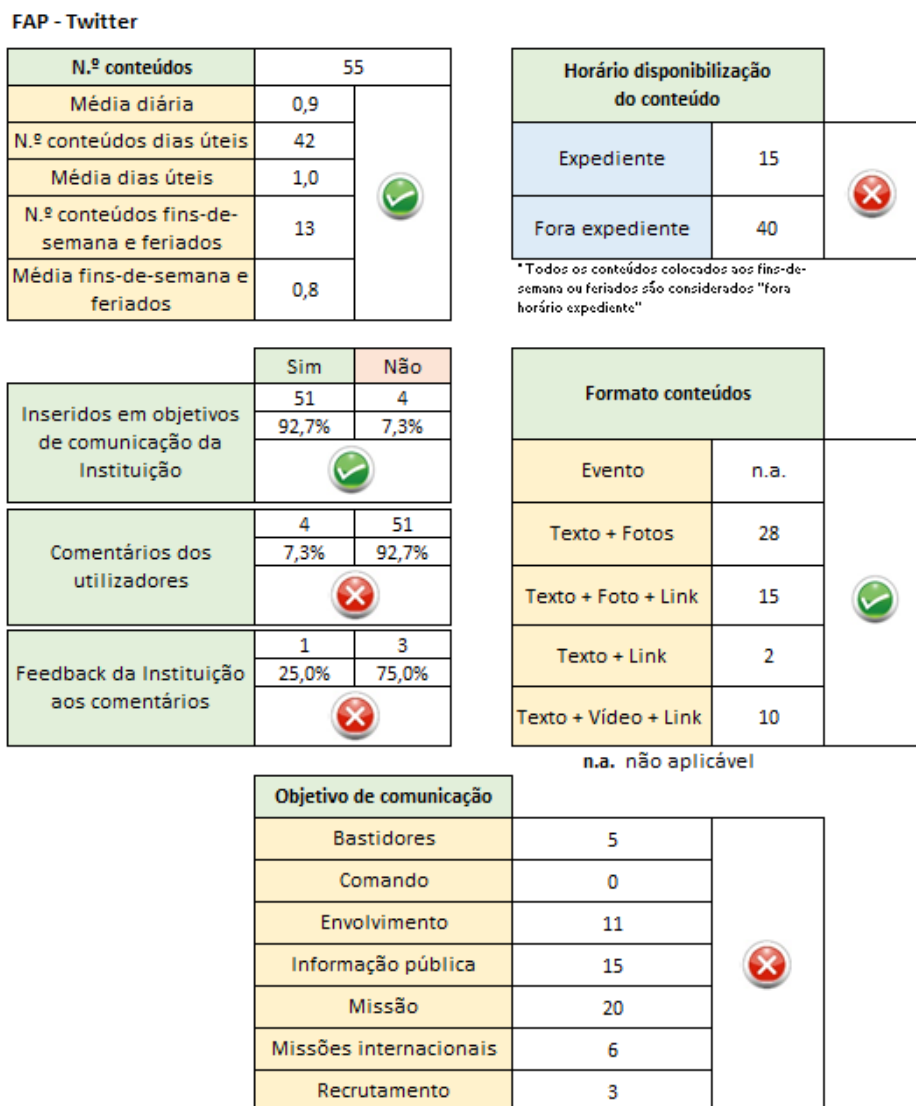 FAP - Twitter
N.º conteúdos 55
Média diária 0,9
N.º conteúdos dias úteis 42
Média dias úteis 1,0
N.º conteúdos fins-de-
semana e feriados 13
Média fins-de-semana e
feriados 0,8
Horário disponibilização
do conteúdo
Expediente 15
Fora expediente 40
*Todos os conteúdos colocados aos fins-de-
semana ou feriados são considerados "fora
horário expediente"
Sim Não
Inseridos em objetivos
de comunicação da
Instituição
51 4
92,7% 7,3%
Comentários dos
utilizadores
4 51
7,3% 92,7%
Feedback da Instituição
aos comentários
1 3
25,0% 75,0%
Formato conteúdos
Evento n.a.
Texto + Fotos 28
Texto + Foto + Link 15
Texto + Link 2
Texto + Vídeo + Link 10
n.a. não aplicável
Objetivo de comunicação
Bastidores 5
Comando 0
Envolvimento 11
Informação pública 15
Missão 20
Missões internacionais 6
Recrutamento 3